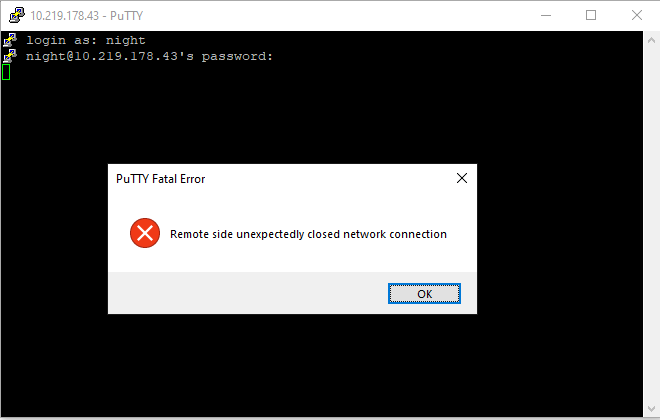 10.219.178.43 - PuTTY
login as: night
night@10.219.178.43's password:
PuTTY Fatal Error
Remote side unexpectedly closed network connection
OK